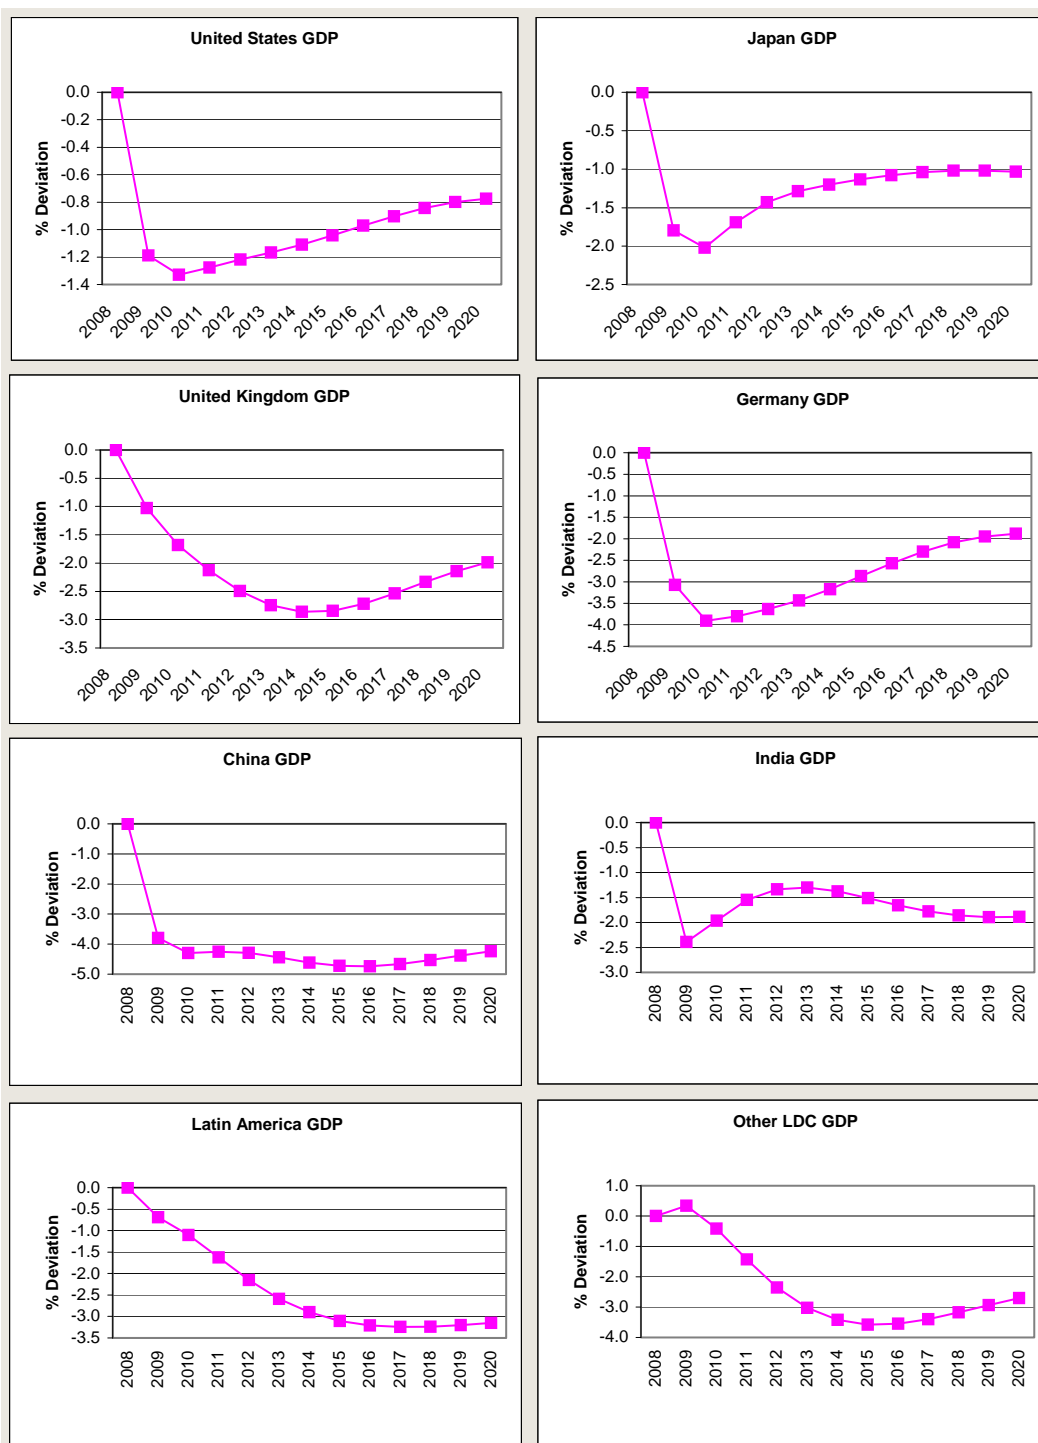 United States GDP
% Deviation
0.0
-0.2
-0.4
-0.6
-0.8
-1.0
-1.2
-1.4
2008 2009 2010 2011 2012 2013 2014 2015 2016 2017 2018 2019 2020
Japan GDP
% Deviation
0.0
-0.5
-1.0
-1.5
-2.0
-2.5
2008 2009 2010 2011 2012 2013 2014 2015 2016 2017 2018 2019 2020
United Kingdom GDP
% Deviation
0.0
-0.5
-1.0
-1.5
-2.0
-2.5
-3.0
-3.5
2008 2009 2010 2011 2012 2013 2014 2015 2016 2017 2018 2019 2020
Germany GDP
% Deviation
0.0
-0.5
-1.0
-1.5
-2.0
-2.5
-3.0
-3.5
-4.0
-4.5
2008 2009 2010 2011 2012 2013 2014 2015 2016 2017 2018 2019 2020
China GDP
% Deviation
0.0
-1.0
-2.0
-3.0
-4.0
-5.0
2008 2009 2010 2011 2012 2013 2014 2015 2016 2017 2018 2019 2020
India GDP
% Deviation
0.0
-0.5
-1.0
-1.5
-2.0
-2.5
-3.0
2008 2009 2010 2011 2012 2013 2014 2015 2016 2017 2018 2019 2020
Latin America GDP
% Deviation
0.0
-0.5
-1.0
-1.5
-2.0
-2.5
-3.0
-3.5
2008 2009 2010 2011 2012 2013 2014 2015 2016 2017 2018 2019 2020
Other LDC GDP
% Deviation
1.0
0.0
-1.0
-2.0
-3.0
-4.0
2008 2009 2010 2011 2012 2013 2014 2015 2016 2017 2018 2019 2020